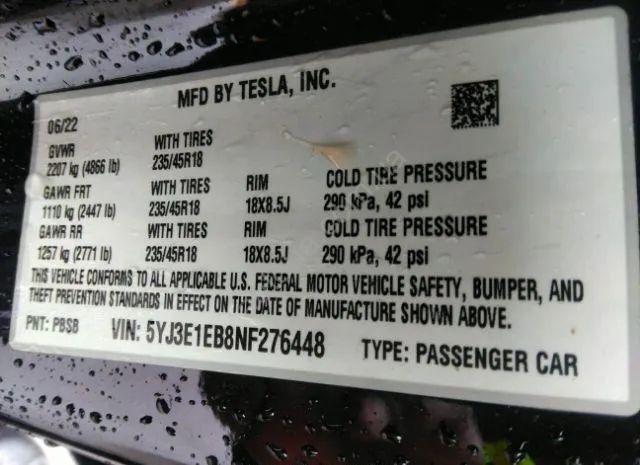 MFD BY TESLA, INC.
06/22
GVWR WITH TIRES
2207 kg (4866 lb) 235/45R18
GAWR FRT WITH TIRES RIM COLD TIRE PRESSURE
1110 kg (2447 lb) 235/45R18 18X8.5J 290 kPa, 42 psi
GAWR RR WITH TIRES RIM COLD TIRE PRESSURE
1257 kg (2771 lb) 235/45R18 18X8.5J 290 kPa, 42 psi
THIS VEHICLE CONFORMS TO ALL APPLICABLE U.S. FEDERAL MOTOR VEHICLE SAFETY, BUMPER, AND
THEFT PREVENTION STANDARDS IN EFFECT ON THE DATE OF MANUFACTURE SHOWN ABOVE.
PNT: PBSB VIN: 5YJ3E1EB8NF276448 TYPE: PASSENGER CAR